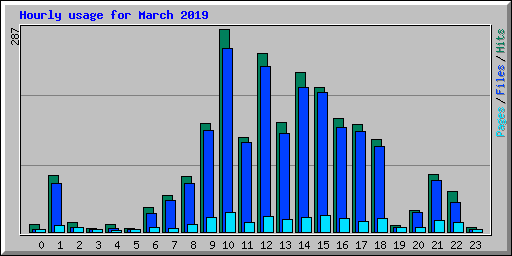 Hourly usage for March 2019
287
Pages/Files/Hits
0 1 2 3 4 5 6 7 8 9 10 11 12 13 14 15 16 17 18 19 20 21 22 23